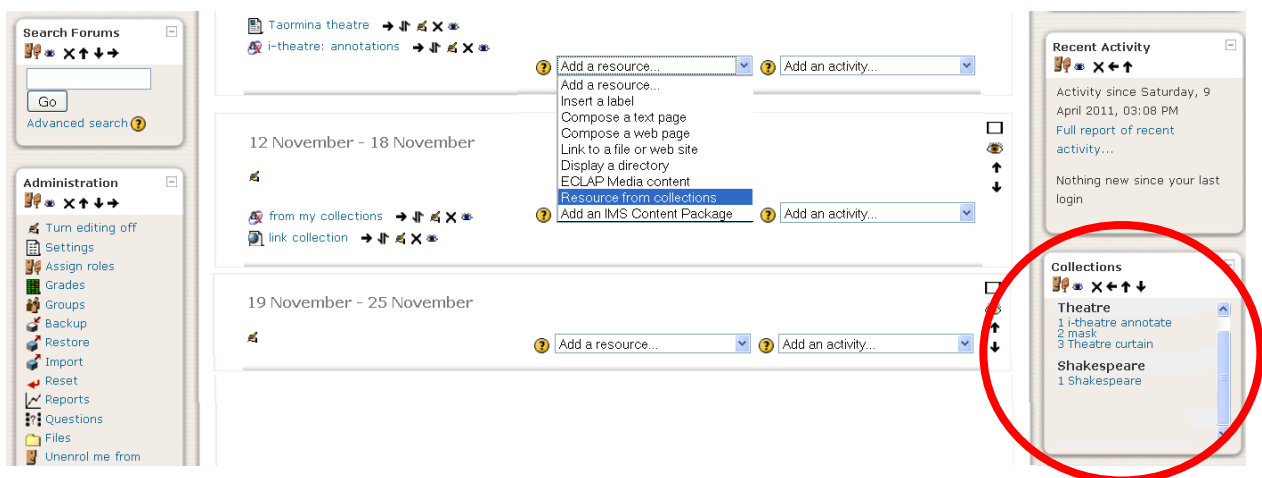 Search Forums
Go
Advanced search
Administration
Turn editing off
Settings
Assign roles
Grades
Groups
Backup
Restore
Import
Reset
Reports
Questions
Files
Unenrol me from
Taormina theatre
i-theatre: annotations
Add a resource...
Add an activity...
Add a resource...
Insert a label
Compose a text page
Compose a web page
Link to a file or web site
Display a directory
ECLAP Media content
Resource from collections
Add an IMS Content Package
12 November - 18 November
from my collections
Add an activity...
link collection
19 November - 25 November
Add a resource...
Add an activity...
Recent Activity
Activity since Saturday, 9
April 2011, 03:08 PM
Full report of recent
activity...
Nothing new since your last
login
Collections
Theatre
1 i-theatre annotate
2 mask
3 Theatre curtain
Shakespeare
1 Shakespeare